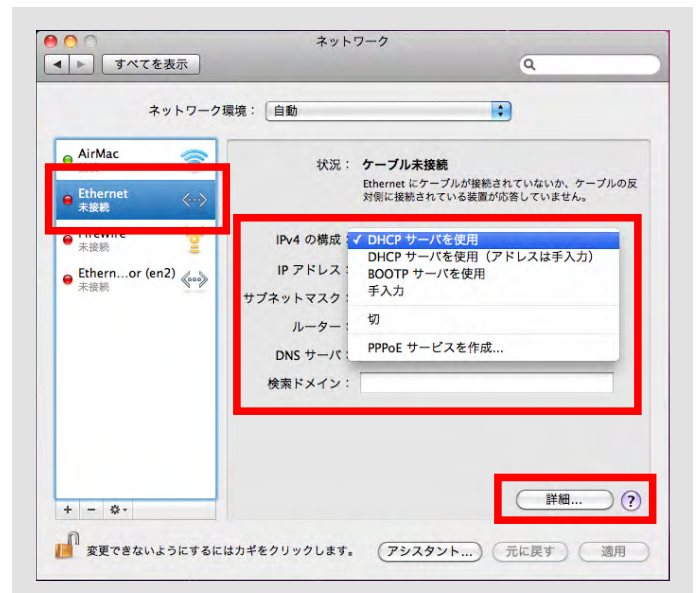 ネットワーク
すべてを表示
ネットワーク環境： 自動
AirMac
Ethernet
未接続
FireWire
未接続
Ethern...or (en2)
未接続
状況： ケーブル未接続
Ethernet にケーブルが接続されていないか、ケーブルの反
対側に接続されている装置が応答していません。
IPv4 の構成： ✓ DHCP サーバを使用
DHCP サーバを使用（アドレスは手入力）
IP アドレス：
BOOTP サーバを使用
手入力
サブネットマスク：
切
ルーター：
PPPoE サービスを作成...
DNS サーバ：
検索ドメイン：
詳細... ?
+ −
変更できないようにするにはカギをクリックします。 アシスタント... 元に戻す 適用